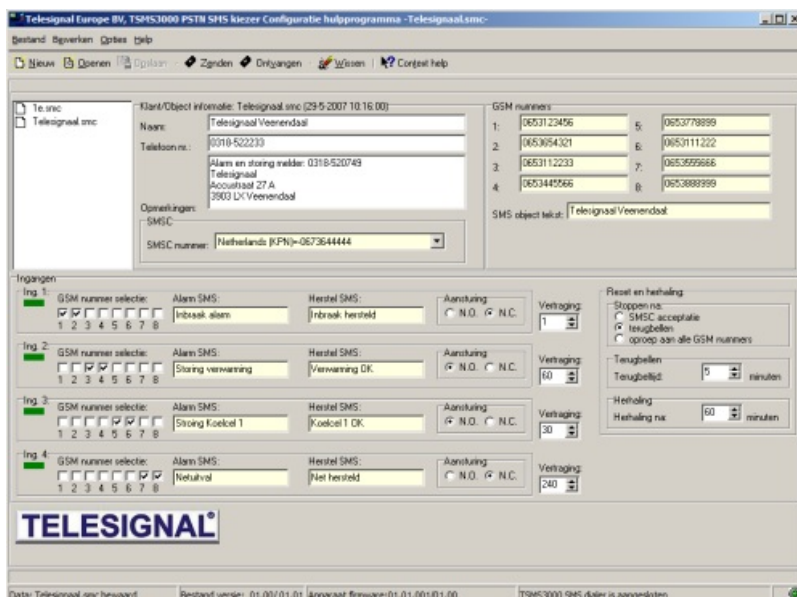 Telesignal Europe BV, TSMS3000 PSTN SMS kiezer Configuratie hulpprogramma -Telesignaal.smc-
Bestand Bewerken Opties Help
Nieuw Openen Opslaan Zenden Ontvangen Wissen Context help
1e.smc
Telesignaal.smc
Klant/Object informatie: Telesignaal.smc (29-5-2007 10:16:00)
Naam: Telesignaal Veenendaal
Telefoon nr.: 0318-522233
Alarm en storing melder: 0318-520749
Telesignaal
Accustraat 27 A
3903 LX Veenendaal
Opmerkingen:
SMSC
SMSC nummer: Netherlands (KPN)=-0673644444
GSM nummers
1: 0653123456 5: 0653778899
2: 0653654321 6: 0653111222
3: 0653112233 7: 0653555666
4: 0653445566 8: 0653888999
SMS object tekst: Telesignaal Veenendaal:
Ingangen
Ing. 1:
GSM nummer selectie: Alarm SMS: Herstel SMS: Aansturing: Vertraging:
Inbraak alarm Inbraak hersteld N.O. N.C. 1
1 2 3 4 5 6 7 8
Ing. 2:
GSM nummer selectie: Alarm SMS: Herstel SMS: Aansturing: Vertraging:
Storing verwarming Verwarming OK N.O. N.C. 60
1 2 3 4 5 6 7 8
Ing. 3:
GSM nummer selectie: Alarm SMS: Herstel SMS: Aansturing: Vertraging:
Stroing Koelcel 1 Koelcel 1 OK N.O. N.C. 30
1 2 3 4 5 6 7 8
Ing. 4:
GSM nummer selectie: Alarm SMS: Herstel SMS: Aansturing: Vertraging:
Netuitval Net hersteld N.O. N.C. 240
1 2 3 4 5 6 7 8
Reset en herhaling:
Stoppen na:
SMSC acceptatie
terugbellen
oproep aan alle GSM nummers
Terugbellen
Terugbeltijd: 5 minuten
Herhaling
Herhaling na: 60 minuten
TELESIGNAL®
Data: Telesignaal.smc bewaard Bestand versie: 01.00/01.01 Apparaat firmware:01.01-001/01.00 TSMS3000 SMS dialer is aangesloten